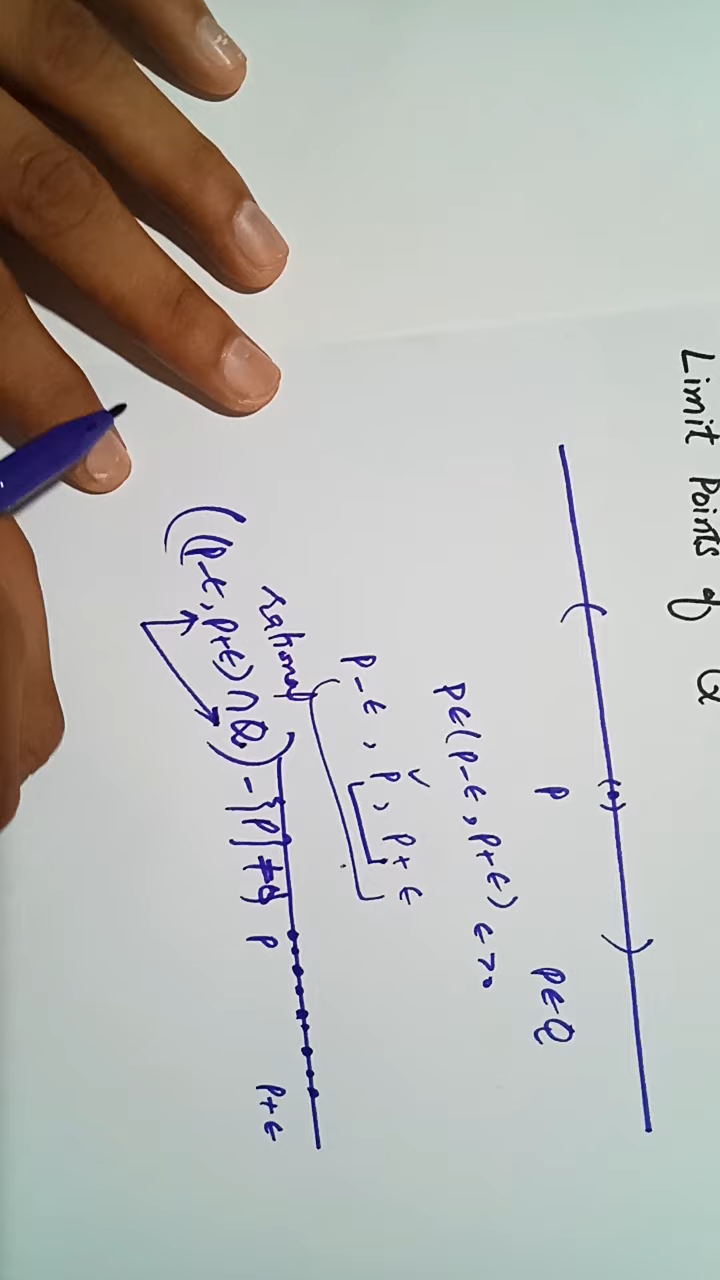 Limit Points of Q
p
p∈Q
p∈(p-ϵ, p+ϵ) ϵ>0
p-ϵ, p, p+ϵ
rational
((p-ϵ, p+ϵ)∩Q)-{p}≠φ
p
p+ϵ